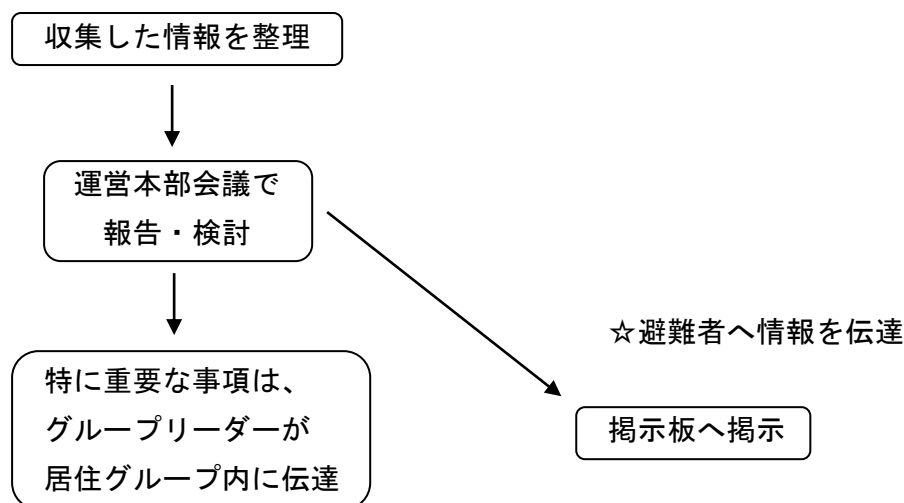 収集した情報を整理
運営本部会議で
報告・検討
☆避難者へ情報を伝達
特に重要な事項は、
グループリーダーが
居住グループ内に伝達
掲示板へ掲示